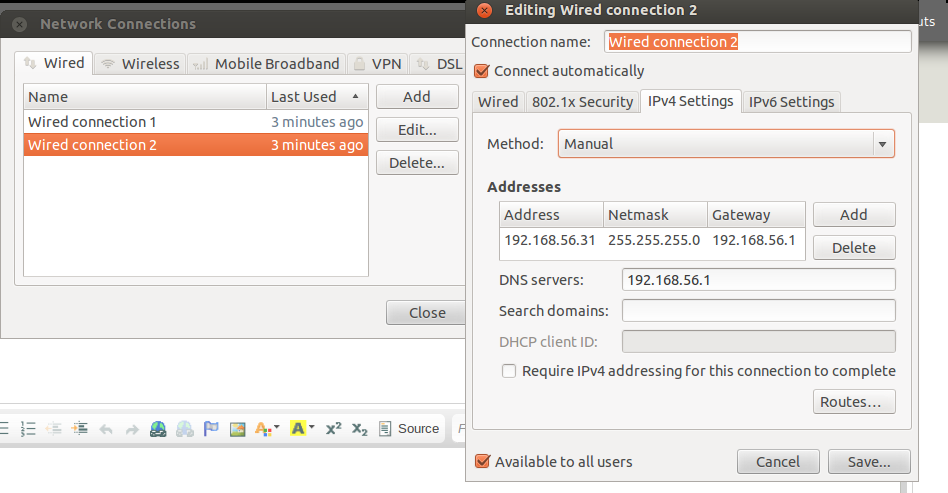 Network Connections
Wired
Wireless
Mobile Broadband
VPN
DSL
Name
Last Used
Wired connection 1
3 minutes ago
Wired connection 2
3 minutes ago
Add
Edit...
Delete...
Close
Source
Editing Wired connection 2
Connection name:
Wired connection 2
Connect automatically
Wired
802.1x Security
IPv4 Settings
IPv6 Settings
Method:
Manual
Addresses
Address
Netmask
Gateway
192.168.56.31
255.255.255.0
192.168.56.1
Add
Delete
DNS servers:
192.168.56.1
Search domains:
DHCP client ID:
Require IPv4 addressing for this connection to complete
Routes...
Available to all users
Cancel
Save...
uts